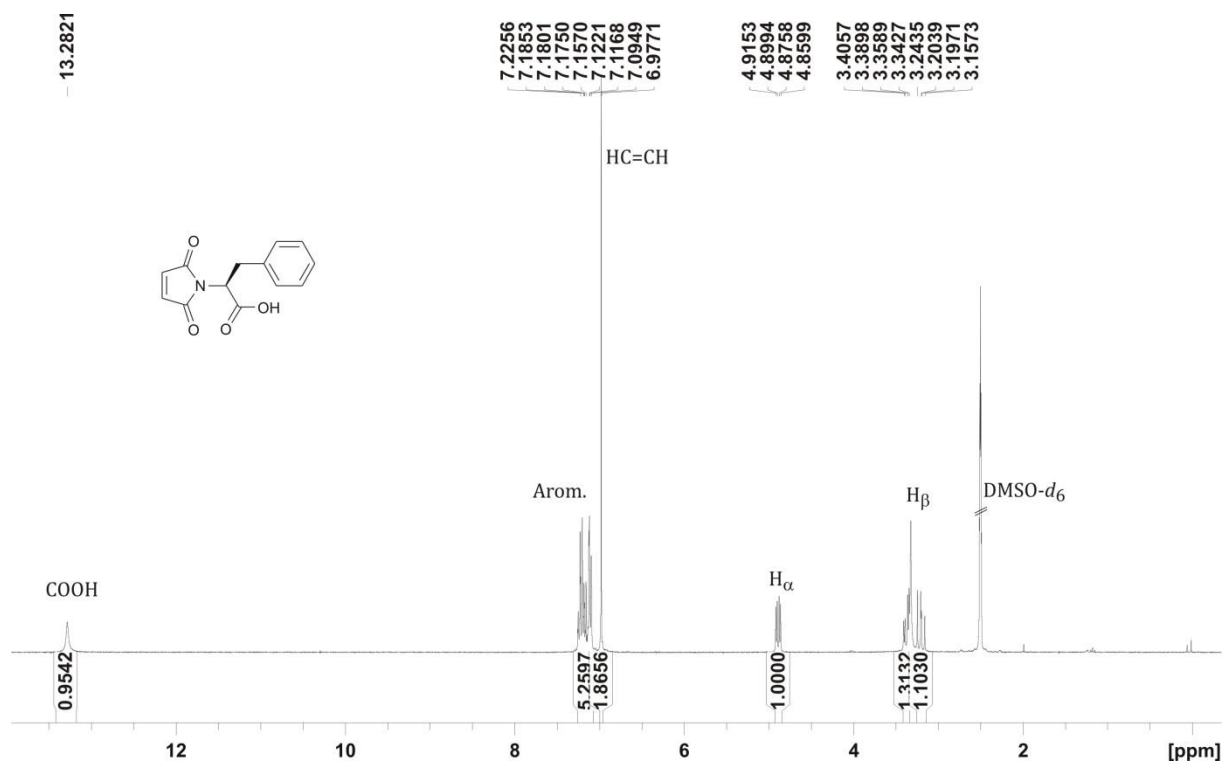 13.2821
7.2256
7.1853
7.1801
7.1750
7.1570
7.1221
7.1168
7.0949
6.9771
4.9153
4.8994
4.8758
4.8599
3.4057
3.3898
3.3589
3.3427
3.2435
3.2039
3.1971
3.1573
HC=CH
O
N
O
O
OH
Arom.
Hβ
DMSO-d6
COOH
Hα
0.9542
5.2597
1.8656
1.0000
1.3132
1.1030
12 10 8 6 4 2 [ppm]